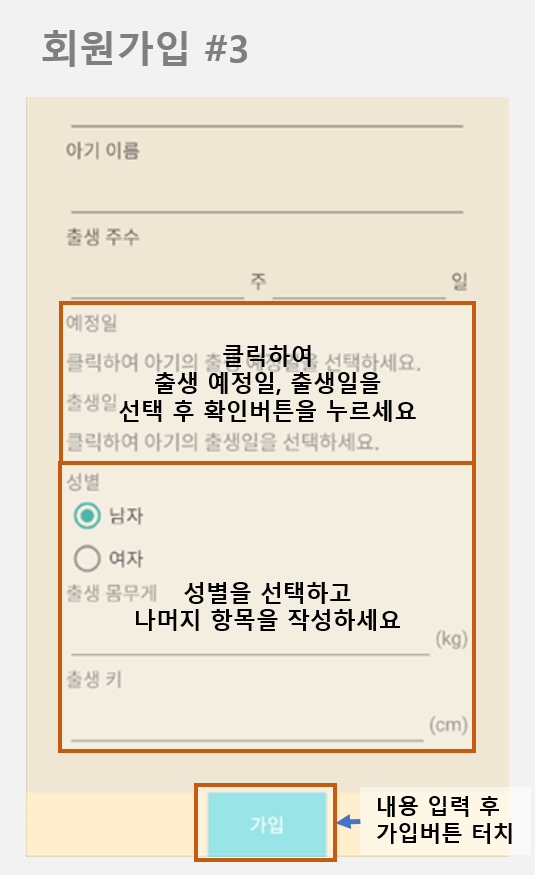 회원가입 #3
아기 이름
출생 주수
주 일
예정일
클릭하여 아기의 출생 예정일을 선택하세요.
클릭하여
출생 예정일, 출생일을
선택 후 확인버튼을 누르세요
출생일
클릭하여 아기의 출생일을 선택하세요.
성별
남자
여자
출생 몸무게
성별을 선택하고
나머지 항목을 작성하세요
(kg)
출생 키
(cm)
가입
내용 입력 후
가입버튼 터치